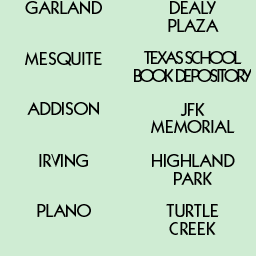 GARLAND
DEALY
PLAZA
MESQUITE
TEXAS SCHOOL
BOOK DEPOSITORY
ADDISON
JFK
MEMORIAL
IRVING
HIGHLAND
PARK
PLANO
TURTLE
CREEK